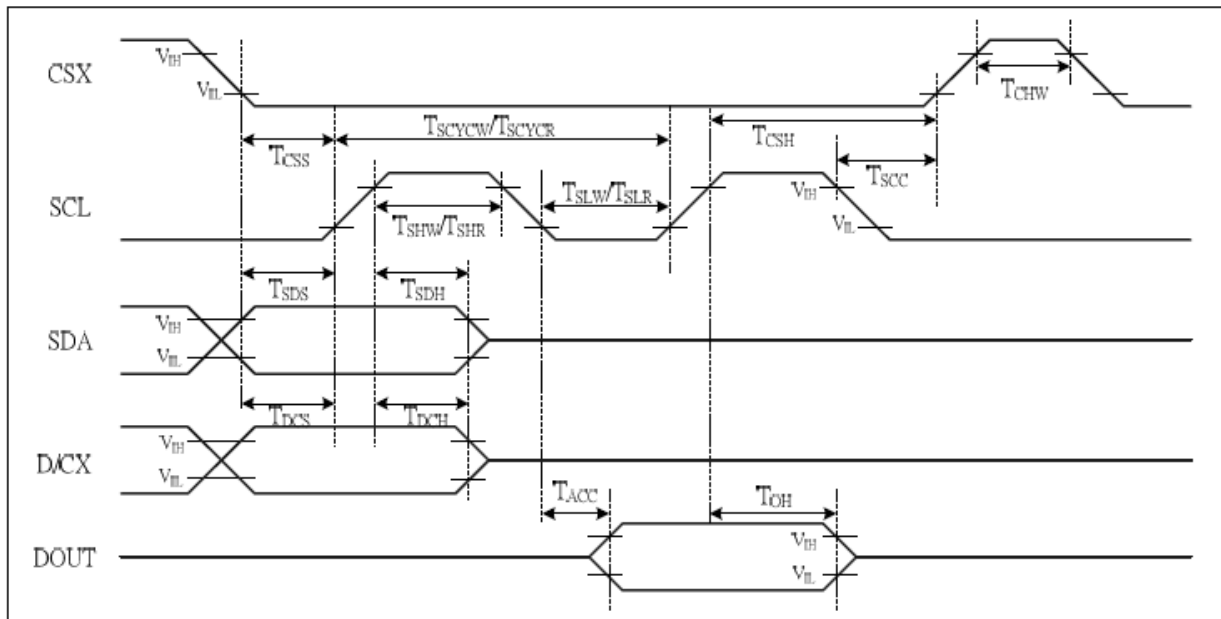 CSX
VIH
VIL
TCHW
TCSS
TSCYCW/TSCYCR
TCSH
TSCC
SCL
TSHW/TSHR
TSLW/TSLR
VIH
VIL
TSDS
TSDH
SDA
VIH
VIL
TDCS
TDCH
D/CX
VIH
VIL
TACC
TOH
DOUT
VIH
VIL